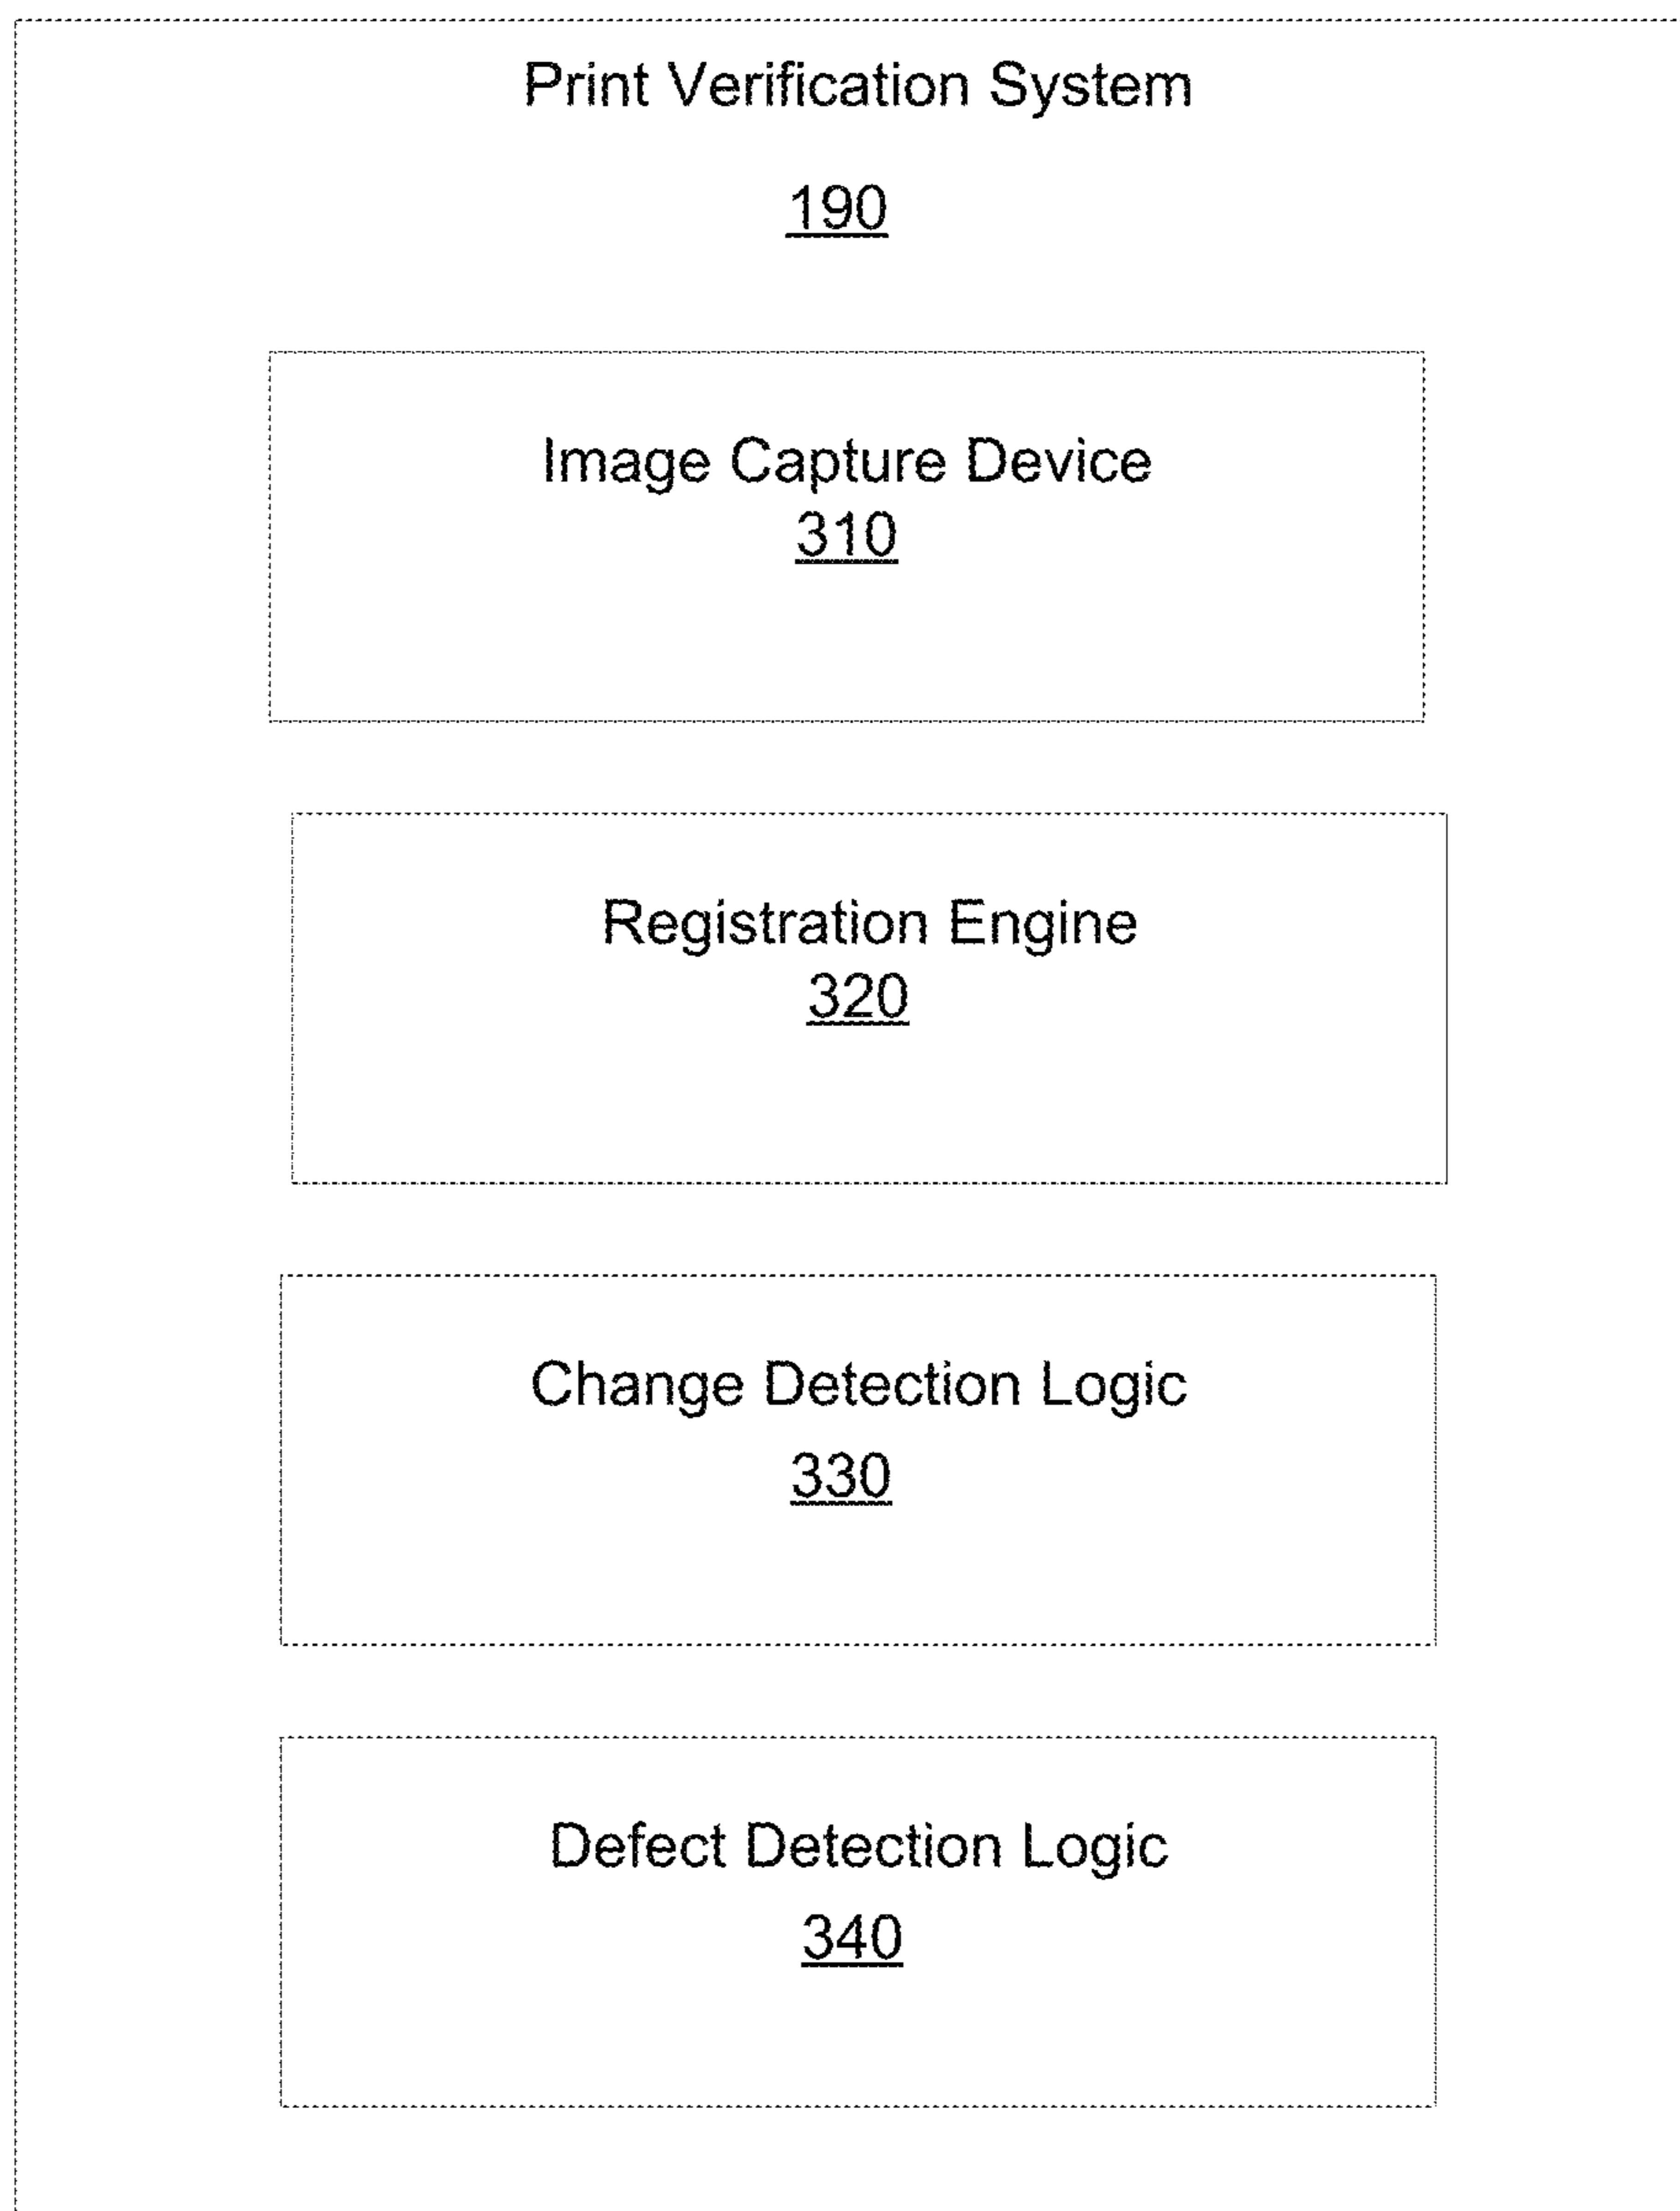 Print Verification System
190
Image Capture Device
310
Registration Engine
320
Change Detection Logic
330
Defect Detection Logic
340